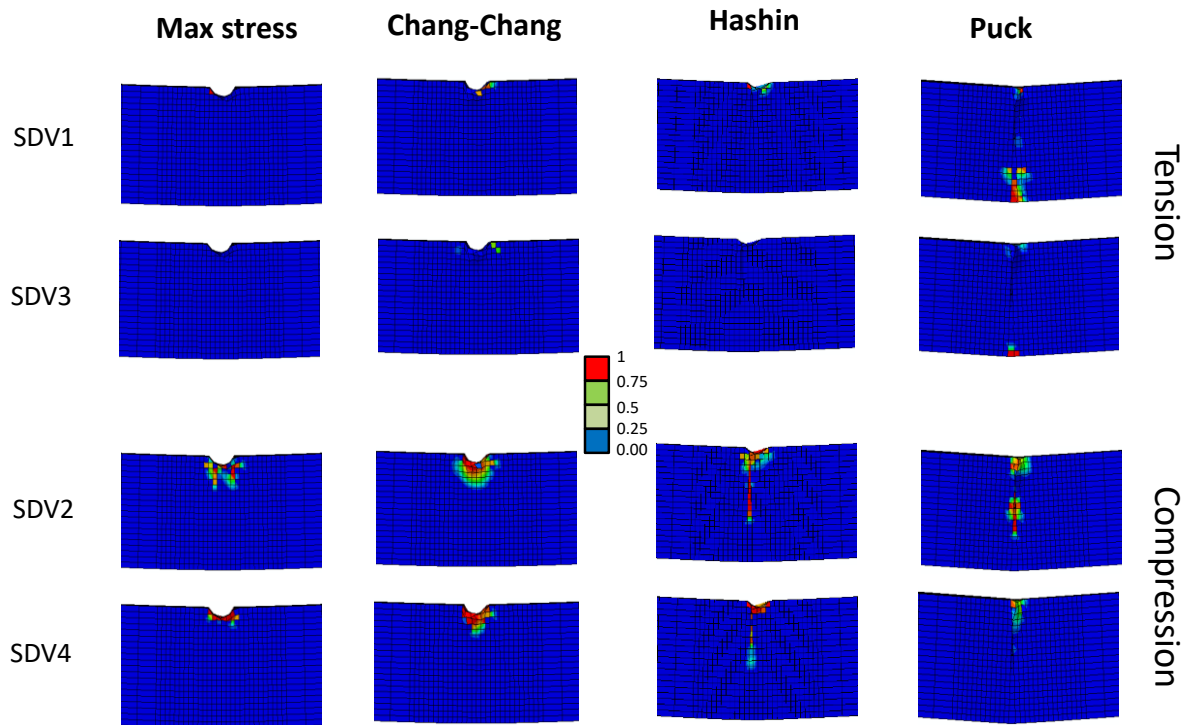 Max stress
Chang-Chang
Hashin
Puck
SDV1
SDV3
Tension
1
0.75
0.5
0.25
0.00
SDV2
SDV4
Compression